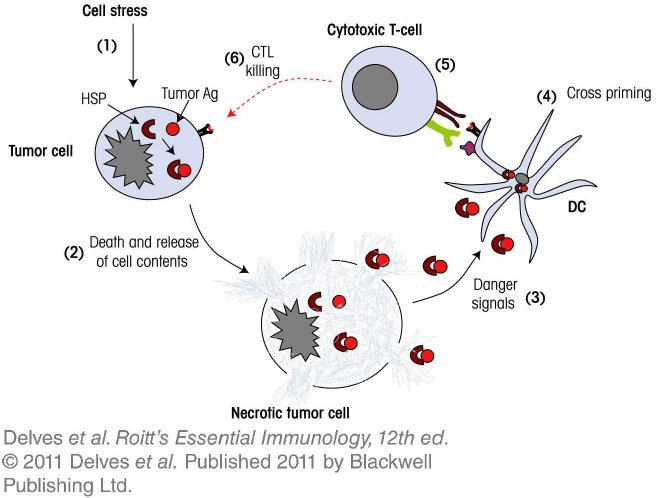 Cell stress
(1)
HSP
Tumor Ag
Tumor cell
(6) CTL
killing
Cytotoxic T-cell
(5)
(4) Cross priming
DC
(2) Death and release
of cell contents
Danger
signals (3)
Necrotic tumor cell
Delves et al. Roitt’s Essential Immunology, 12th ed.
© 2011 Delves et al. Published 2011 by Blackwell
Publishing Ltd.